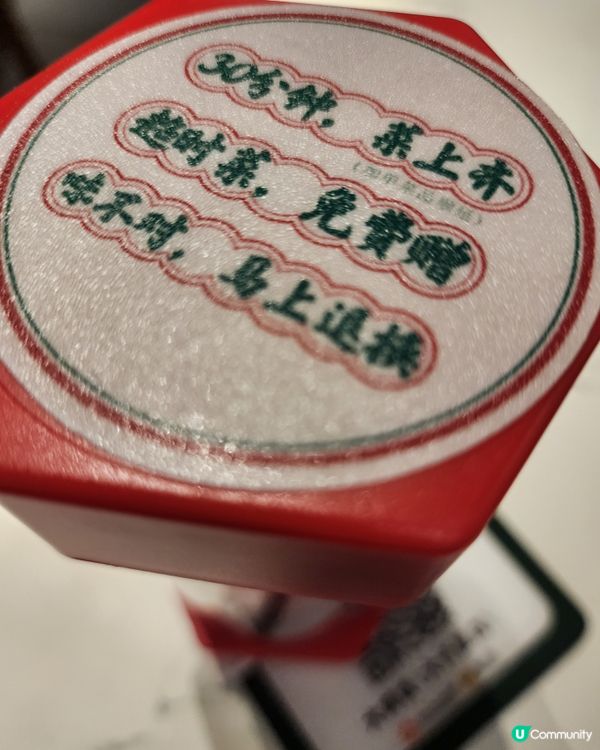 30分钟，菜上齐
超时菜，免费赠
味不对，马上退换
U Community